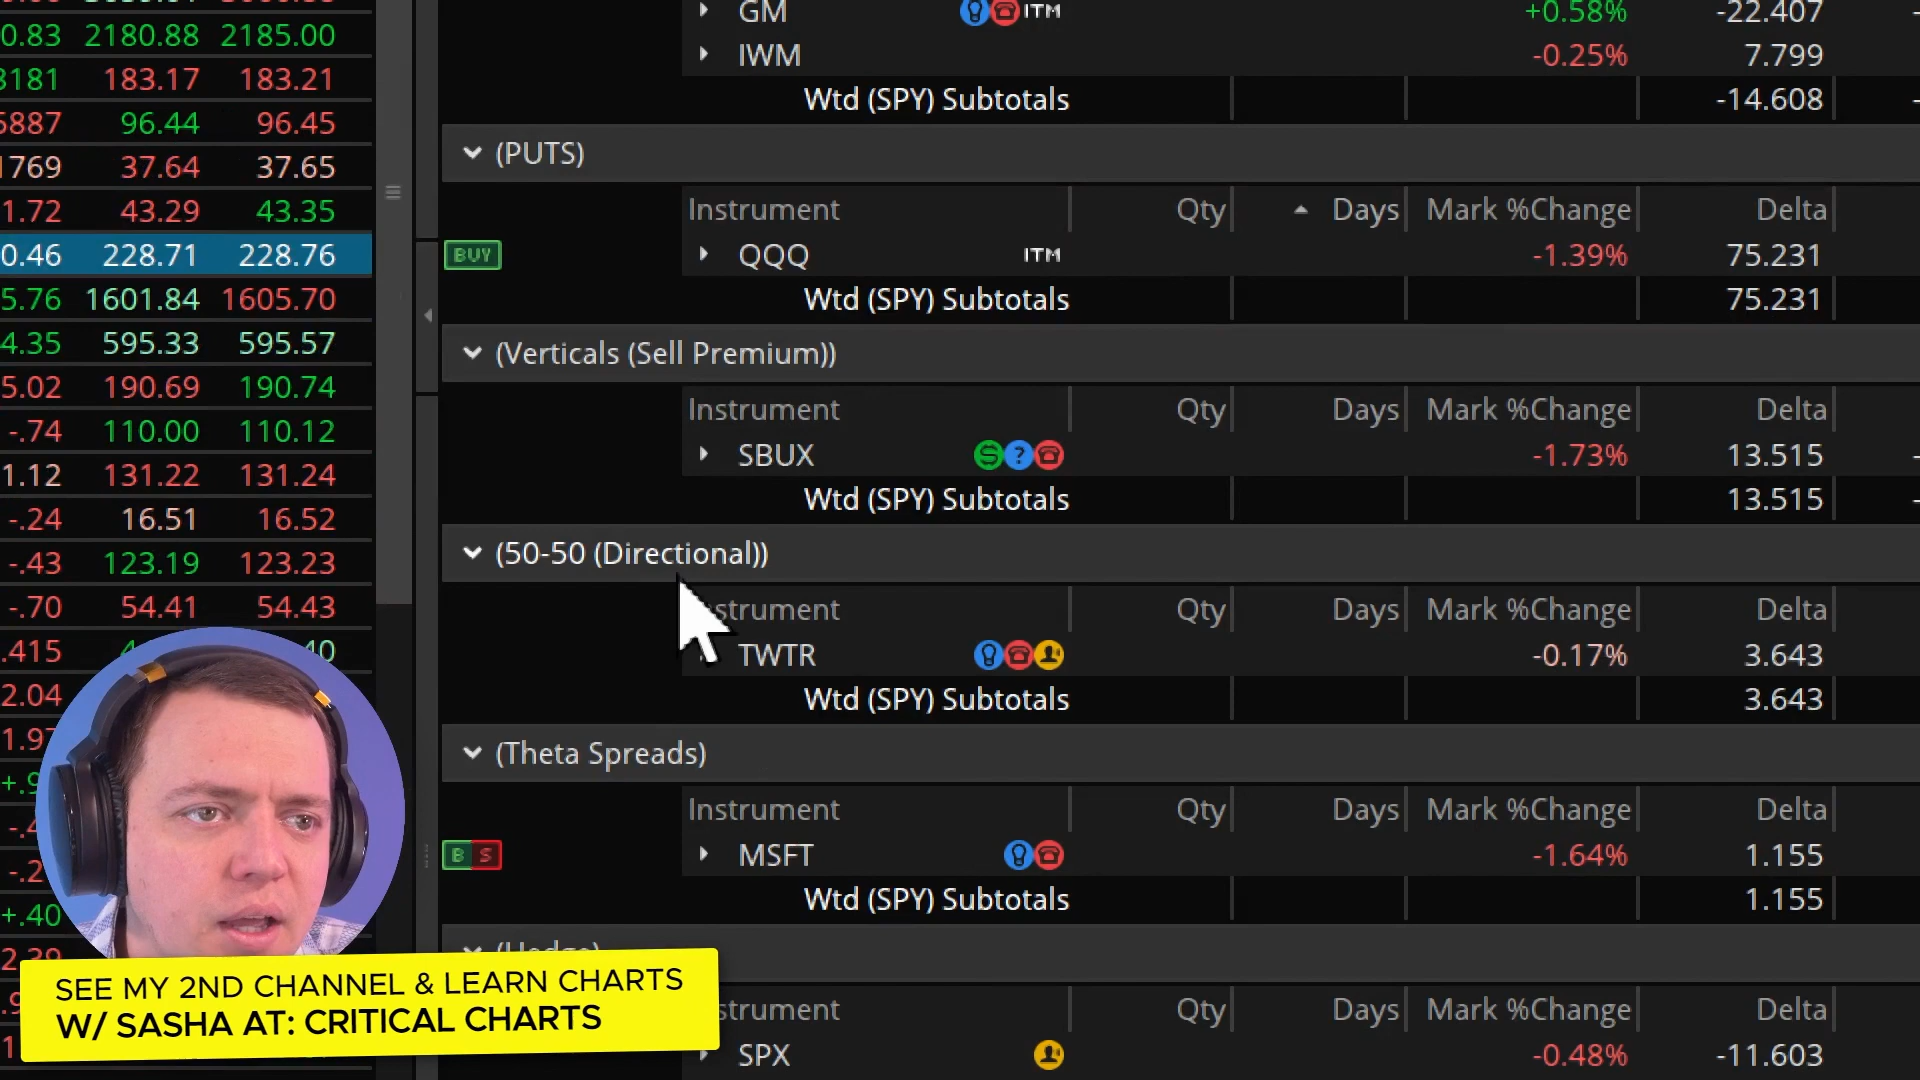 GM ITM +0.58% -22.407
0.83 2180.88 2185.00
IWM -0.25% 7.799
183.17 183.21
Wtd (SPY) Subtotals -14.608
96.44 96.45
(PUTS)
37.64 37.65
1.72 43.29 43.35
Instrument Qty Days Mark %Change Delta
0.46 228.71 228.76
BUY QQQ ITM -1.39% 75.231
5.76 1601.84 1605.70
Wtd (SPY) Subtotals 75.231
4.35 595.33 595.57
(Verticals (Sell Premium))
5.02 190.69 190.74
Instrument Qty Days Mark %Change Delta
-.74 110.00 110.12
SBUX $ ? -1.73% 13.515
1.12 131.22 131.24
Wtd (SPY) Subtotals 13.515
-.24 16.51 16.52
(50-50 (Directional))
-.43 123.19 123.23
Instrument Qty Days Mark %Change Delta
-.70 54.41 54.43
TWTR -0.17% 3.643
.415 40
Wtd (SPY) Subtotals 3.643
2.04
(Theta Spreads)
1.97
Instrument Qty Days Mark %Change Delta
B S MSFT -1.64% 1.155
Wtd (SPY) Subtotals 1.155
+.40
(Hedge)
SEE MY 2ND CHANNEL & LEARN CHARTS
W/ SASHA AT: CRITICAL CHARTS
Instrument Qty Days Mark %Change Delta
SPX -0.48% -11.603